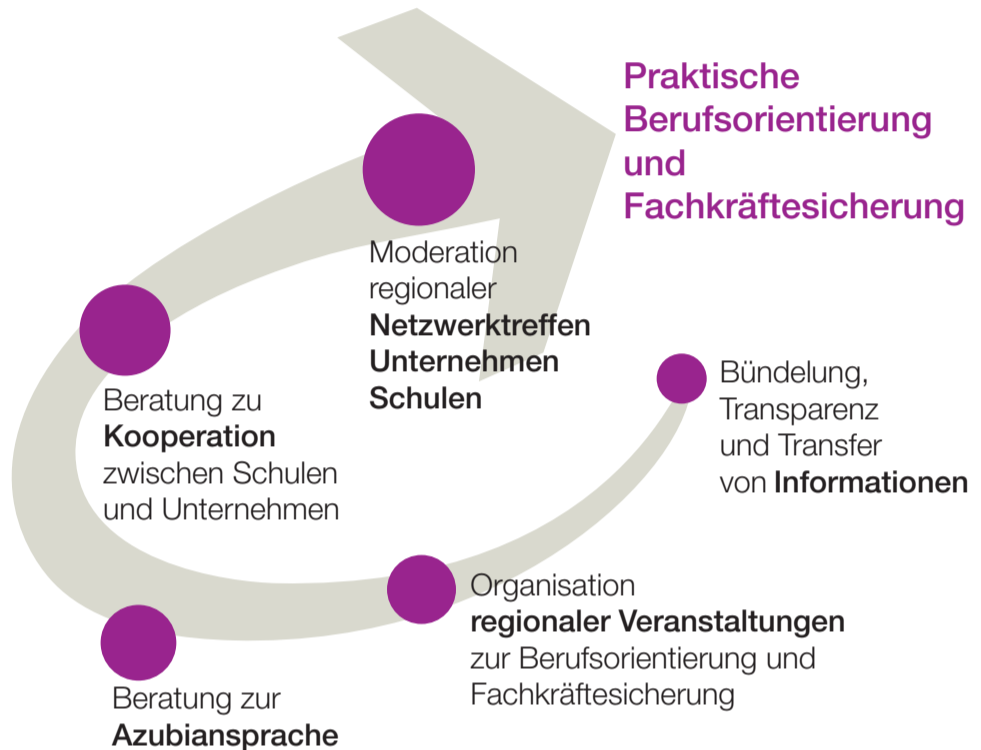 Praktische
Berufsorientierung
und
Fachkräftesicherung
Moderation
regionaler
Netzwerktreffen
Unternehmen
Schulen
Beratung zu
Kooperation
zwischen Schulen
und Unternehmen
Bündelung,
Transparenz
und Transfer
von Informationen
Organisation
regionaler Veranstaltungen
zur Berufsorientierung und
Fachkräftesicherung
Beratung zur
Azubiansprache